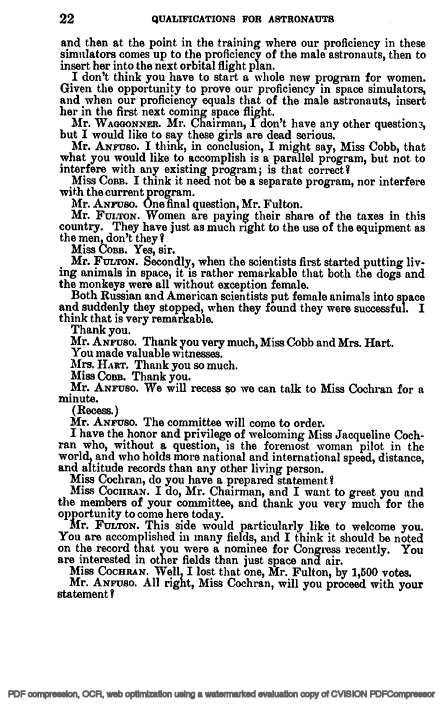 22 QUALIFICATIONS FOR ASTRONAUTS
and then at the point in the training where our proficiency in these
simulators comes up to the proficiency of the male astronauts, then to
insert her into the next orbital flight plan.
I don't think you have to start a whole new program for women.
Given the opportunity to prove our proficiency in space simulators,
and when our proficiency equals that of the male astronauts, insert
her in the first next coming space flight.
Mr. WAGGONNER. Mr. Chairman, I don't have any other questions,
but I would like to say these girls are dead serious.
Mr. ANFUSO. I think, in conclusion, I might say, Miss Cobb, that
what you would like to accomplish is a parallel program, but not to
interfere with any existing program; is that correct?
Miss COBB. I think it need not be a separate program, nor interfere
with the current program.
Mr. ANFUSO. One final question, Mr. Fulton.
Mr. FULTON. Women are paying their share of the taxes in this
country. They have just as much right to the use of the equipment as
the men, don't they?
Miss COBB. Yes, sir.
Mr. FULTON. Secondly, when the scientists first started putting liv-
ing animals in space, it is rather remarkable that both the dogs and
the monkeys were all without exception female.
Both Russian and American scientists put female animals into space
and suddenly they stopped, when they found they were successful. I
think that is very remarkable.
Thank you.
Mr. ANFUSO. Thank you very much, Miss Cobb and Mrs. Hart.
You made valuable witnesses.
Mrs. HART. Thank you so much.
Miss COBB. Thank you.
Mr. ANFUSO. We will recess so we can talk to Miss Cochran for a
minute.
(Recess.)
Mr. ANFUSO. The committee will come to order.
I have the honor and privilege of welcoming Miss Jacqueline Coch-
ran who, without a question, is the foremost woman pilot in the
world, and who holds more national and international speed, distance,
and altitude records than any other living person.
Miss Cochran, do you have a prepared statement?
Miss COCHRAN. I do, Mr. Chairman, and I want to greet you and
the members of your committee, and thank you very much for the
opportunity to come here today.
Mr. FULTON. This side would particularly like to welcome you.
You are accomplished in many fields, and I think it should be noted
on the record that you were a nominee for Congress recently. You
are interested in other fields than just space and air.
Miss COCHRAN. Well, I lost that one, Mr. Fulton, by 1,500 votes.
Mr. ANFUSO. All right, Miss Cochran, will you proceed with your
statement?
PDF compression, OCR, web optimization using a watermarked evaluation copy of CVISION PDFCompressor